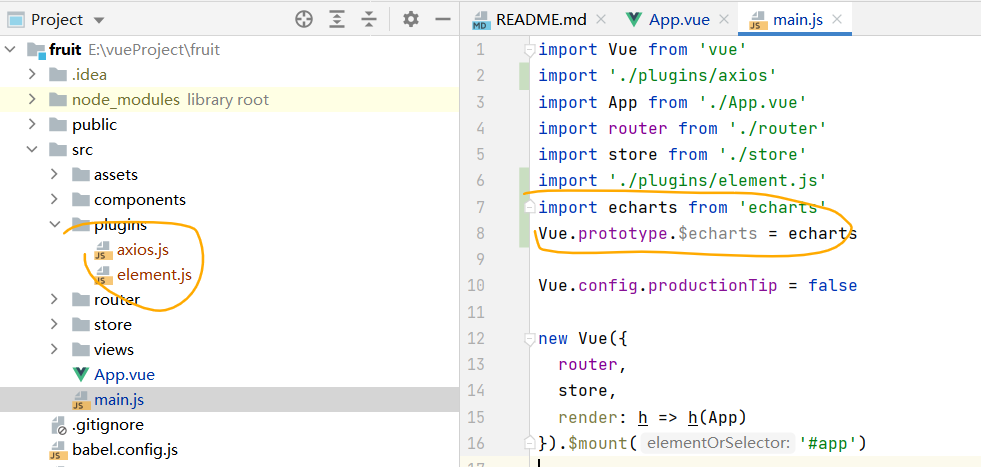 Project
fruit E:\vueProject\fruit
.idea
node_modules library root
public
src
assets
components
plugins
axios.js
element.js
router
store
views
App.vue
main.js
.gitignore
babel.config.js
README.md
App.vue
main.js
1 import Vue from 'vue'
2 import './plugins/axios'
3 import App from './App.vue'
4 import router from './router'
5 import store from './store'
6 import './plugins/element.js'
7 import echarts from 'echarts'
8 Vue.prototype.$echarts = echarts
9
10 Vue.config.productionTip = false
11
12 new Vue({
13 router,
14 store,
15 render: h => h(App)
16 }).$mount( elementOrSelector: '#app')
17